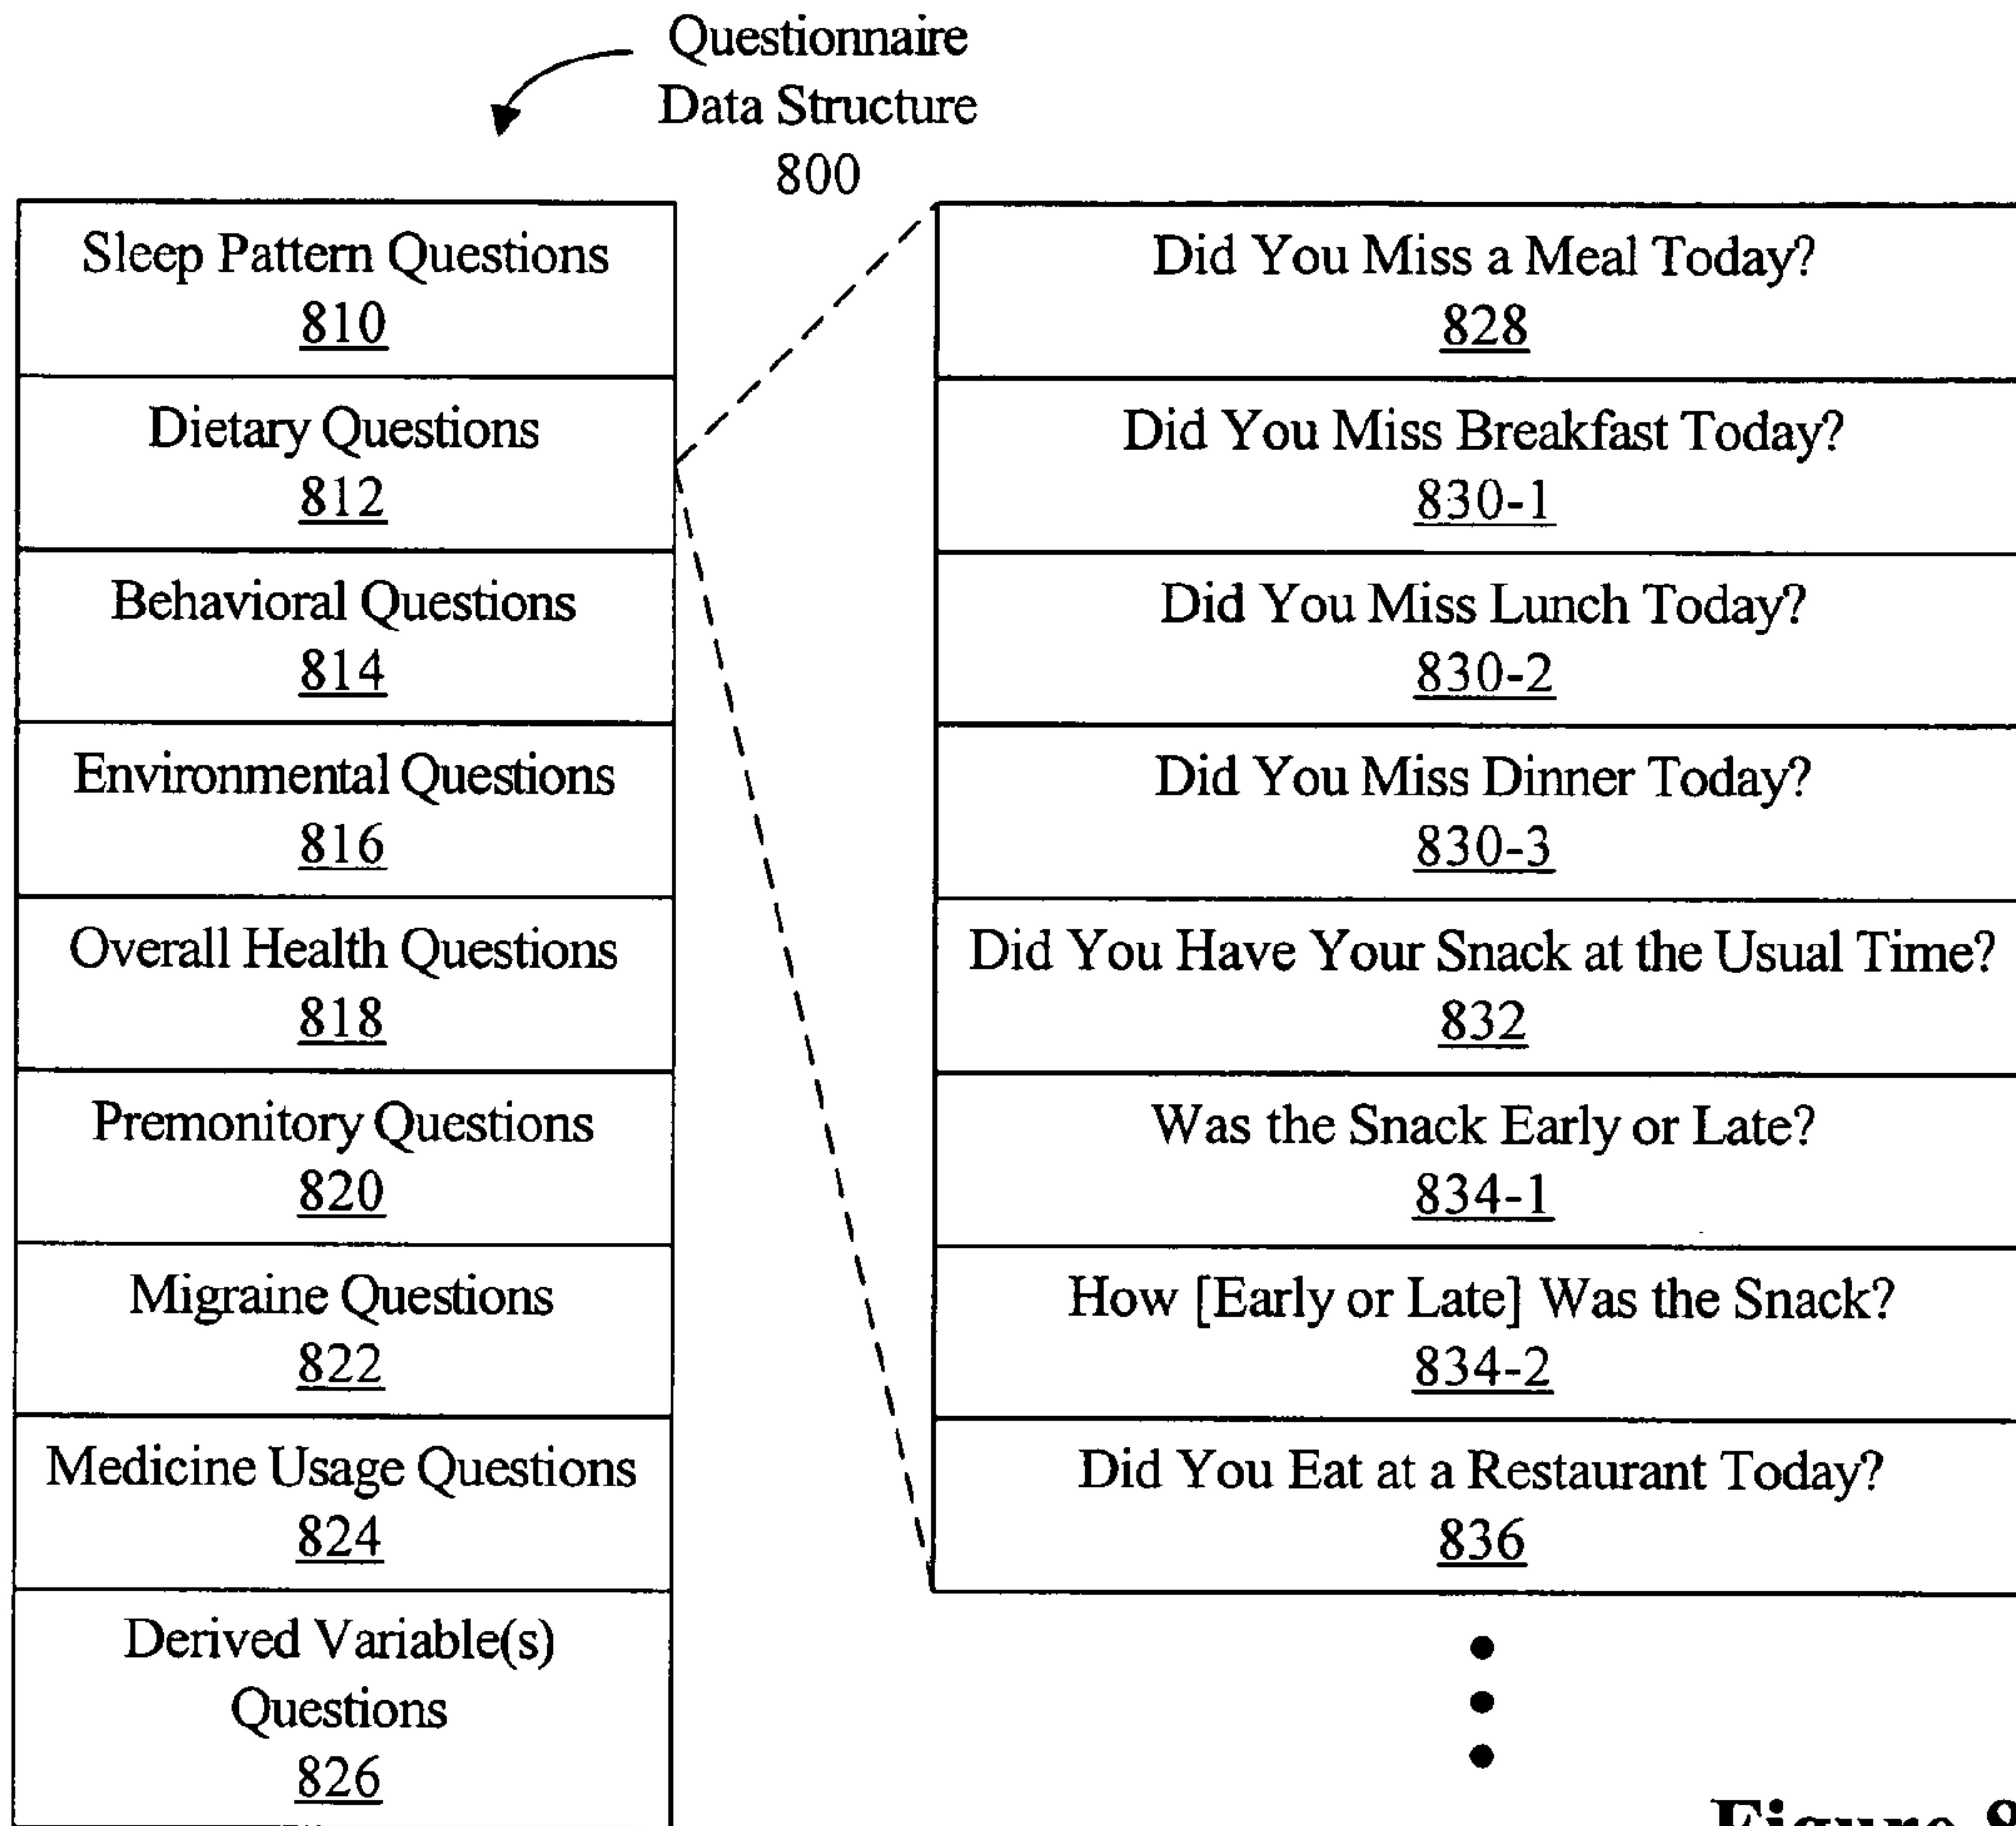 Questionnaire
Data Structure
800
Sleep Pattern Questions
810
Dietary Questions
812
Behavioral Questions
814
Environmental Questions
816
Overall Health Questions
818
Premonitory Questions
820
Migraine Questions
822
Medicine Usage Questions
824
Derived Variable(s)
Questions
826
Did You Miss a Meal Today?
828
Did You Miss Breakfast Today?
830-1
Did You Miss Lunch Today?
830-2
Did You Miss Dinner Today?
830-3
Did You Have Your Snack at the Usual Time?
832
Was the Snack Early or Late?
834-1
How [Early or Late] Was the Snack?
834-2
Did You Eat at a Restaurant Today?
836
Figure 8